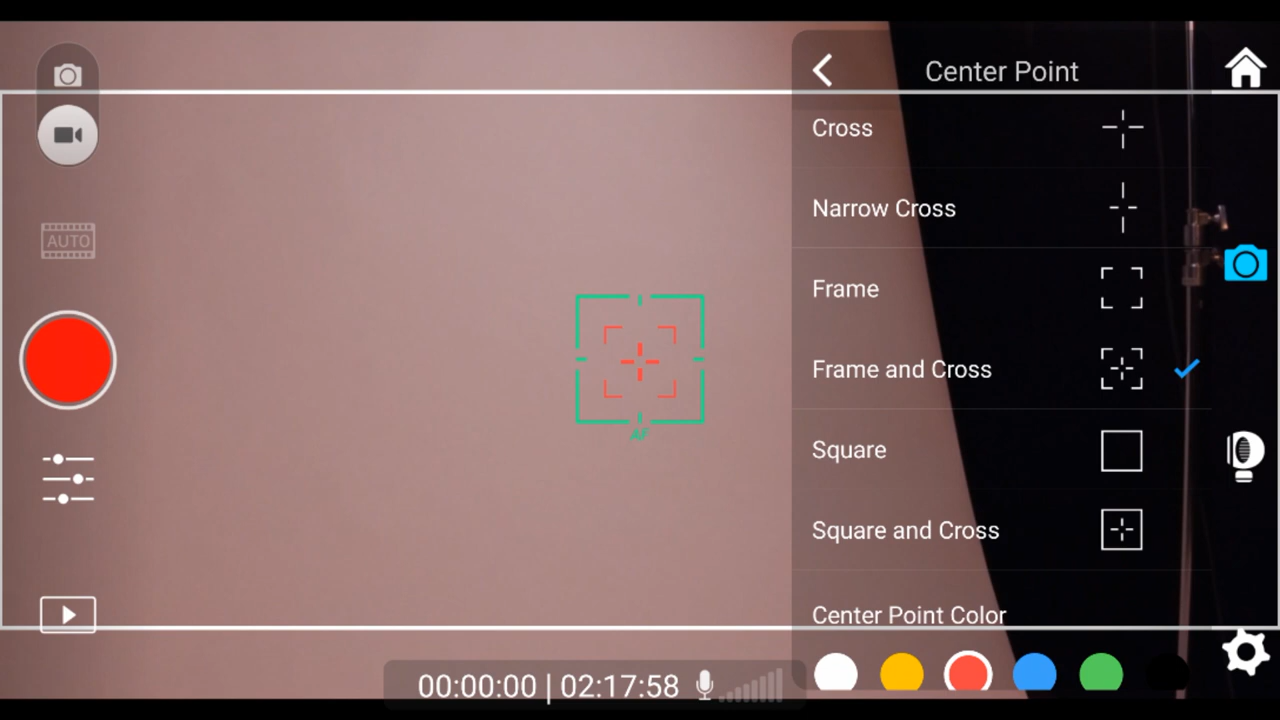 Center Point
Cross
AUTO
Narrow Cross
Frame
Frame and Cross
AF
Square
Square and Cross
Center Point Color
00:00:00 | 02:17:58